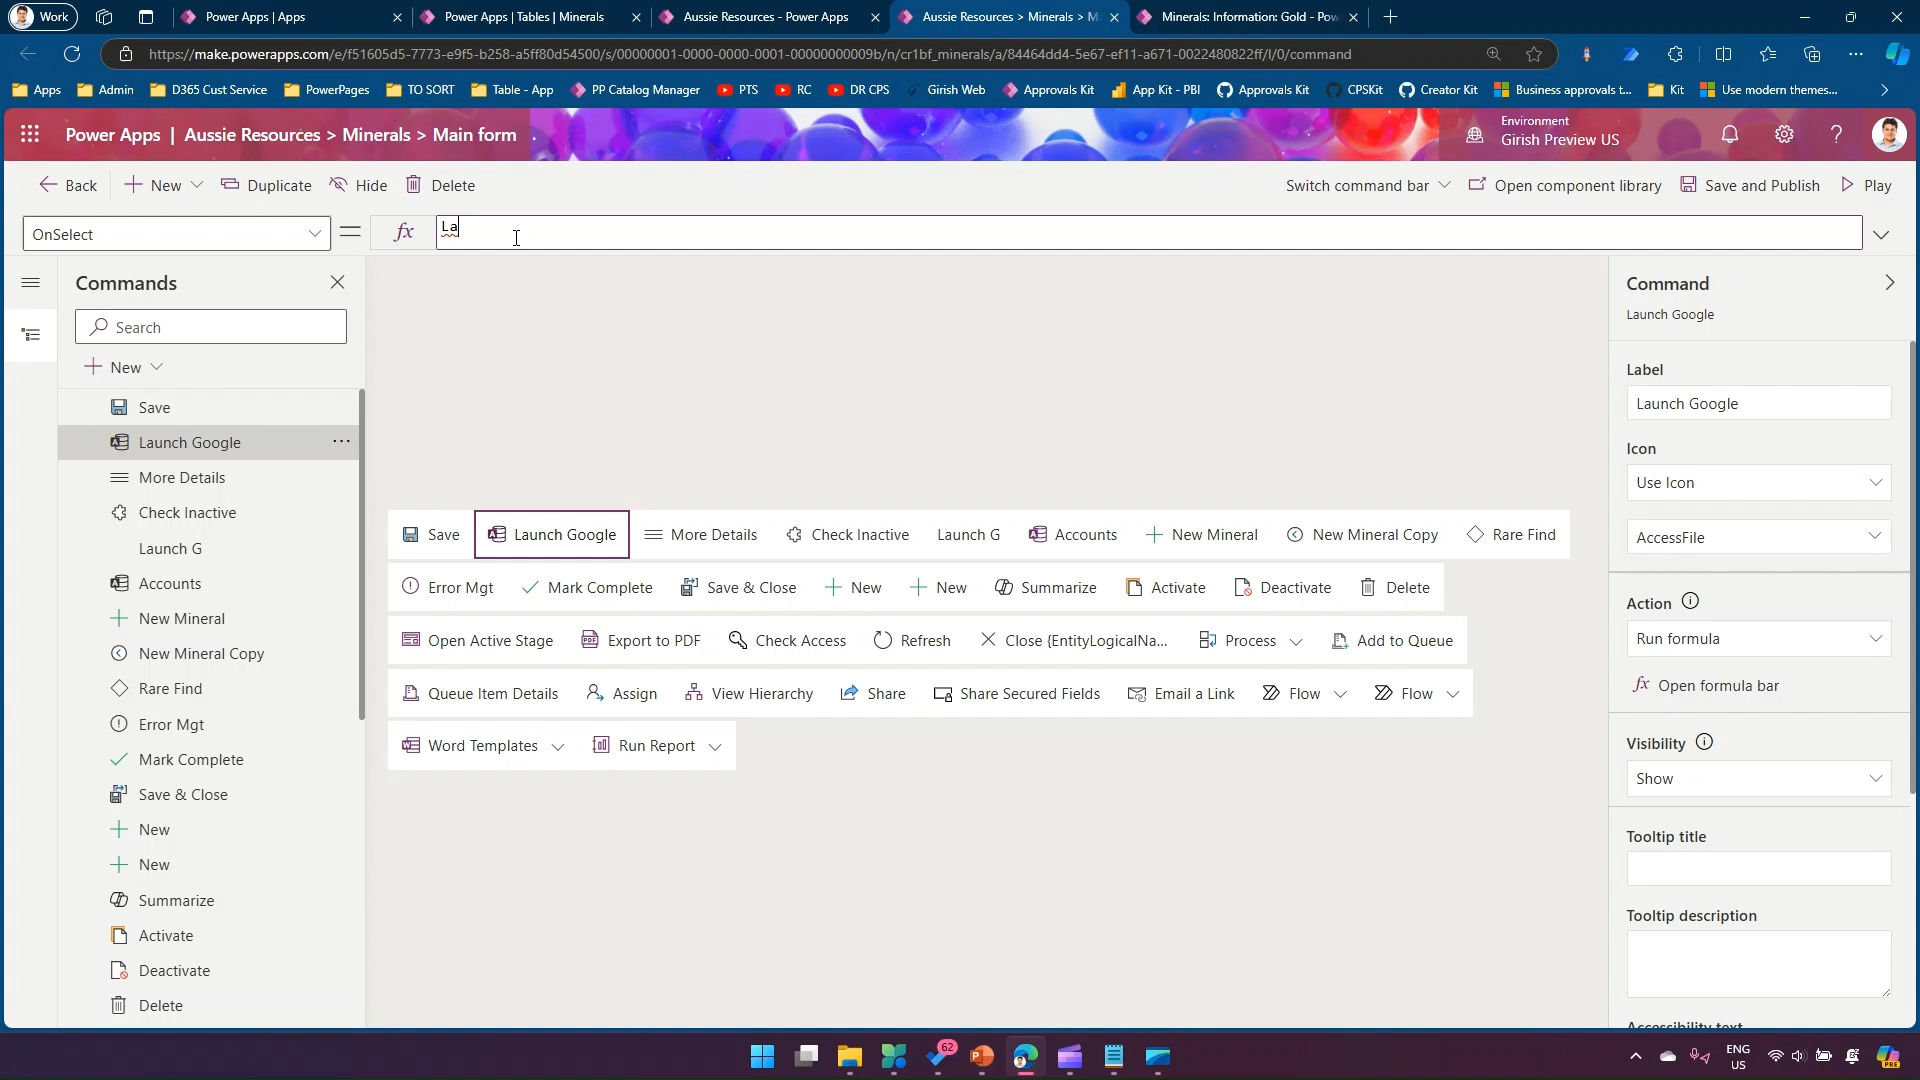 Work
Power Apps | Apps
Power Apps | Tables | Minerals
Aussie Resources - Power Apps
Aussie Resources > Minerals > M
Minerals: Information: Gold - Pow
https://make.powerapps.com/e/f51605d5-7773-e9f5-b258-a5ff80d54500/s/00000001-0000-0000-0001-00000000009b/n/cr1bf_minerals/a/84464dd4-5e67-ef11-a671-0022480822ff/l/0/command
Apps
Admin
D365 Cust Service
PowerPages
TO SORT
Table - App
PP Catalog Manager
PTS
RC
DR CPS
Girish Web
Approvals Kit
App Kit - PBI
Approvals Kit
CPSKit
Creator Kit
Business approvals t...
Kit
Use modern themes...
Power Apps | Aussie Resources > Minerals > Main form
Environment
Girish Preview US
Back
New
Duplicate
Hide
Delete
Switch command bar
Open component library
Save and Publish
Play
OnSelect
fx
La
Commands
Search
New
Save
Launch Google
More Details
Check Inactive
Launch G
Accounts
New Mineral
New Mineral Copy
Rare Find
Error Mgt
Mark Complete
Save & Close
New
New
Summarize
Activate
Deactivate
Delete
Save
Launch Google
More Details
Check Inactive
Launch G
Accounts
New Mineral
New Mineral Copy
Rare Find
Error Mgt
Mark Complete
Save & Close
New
New
Summarize
Activate
Deactivate
Delete
Open Active Stage
Export to PDF
Check Access
Refresh
Close {EntityLogicalNa...
Process
Add to Queue
Queue Item Details
Assign
View Hierarchy
Share
Share Secured Fields
Email a Link
Flow
Flow
Word Templates
Run Report
Command
Launch Google
Label
Launch Google
Icon
Use Icon
AccessFile
Action
Run formula
fx Open formula bar
Visibility
Show
Tooltip title
Tooltip description
Accessibility text
62
ENG
US
PRE